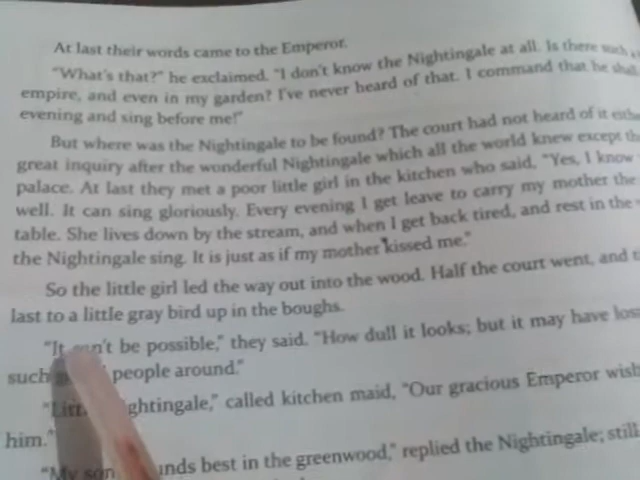 At last their words came to the Emperor.
"What's that?" he exclaimed. "I don't know the Nightingale at all. Is there such
empire, and even in my garden? I've never heard of that. I command that he shall
evening and sing before me!"
But where was the Nightingale to be found? The court had not heard of it
great inquiry after the wonderful Nightingale which all the world knew except
palace. At last they met a poor little girl in the kitchen who said, "Yes, I know
well. It can sing gloriously. Every evening I get leave to carry my mother the
table. She lives down by the stream, and when I get back tired, and rest in the
the Nightingale sing. It is just as if my mother kissed me."
So the little girl led the way out into the wood. Half the court went, and
last to a little gray bird up in the boughs.
"It can't be possible," they said. "How dull it looks; but it may have
such people around."
"Little Nightingale," called kitchen maid, "Our gracious Emperor
him."
"My best in the greenwood," replied the Nightingale; still